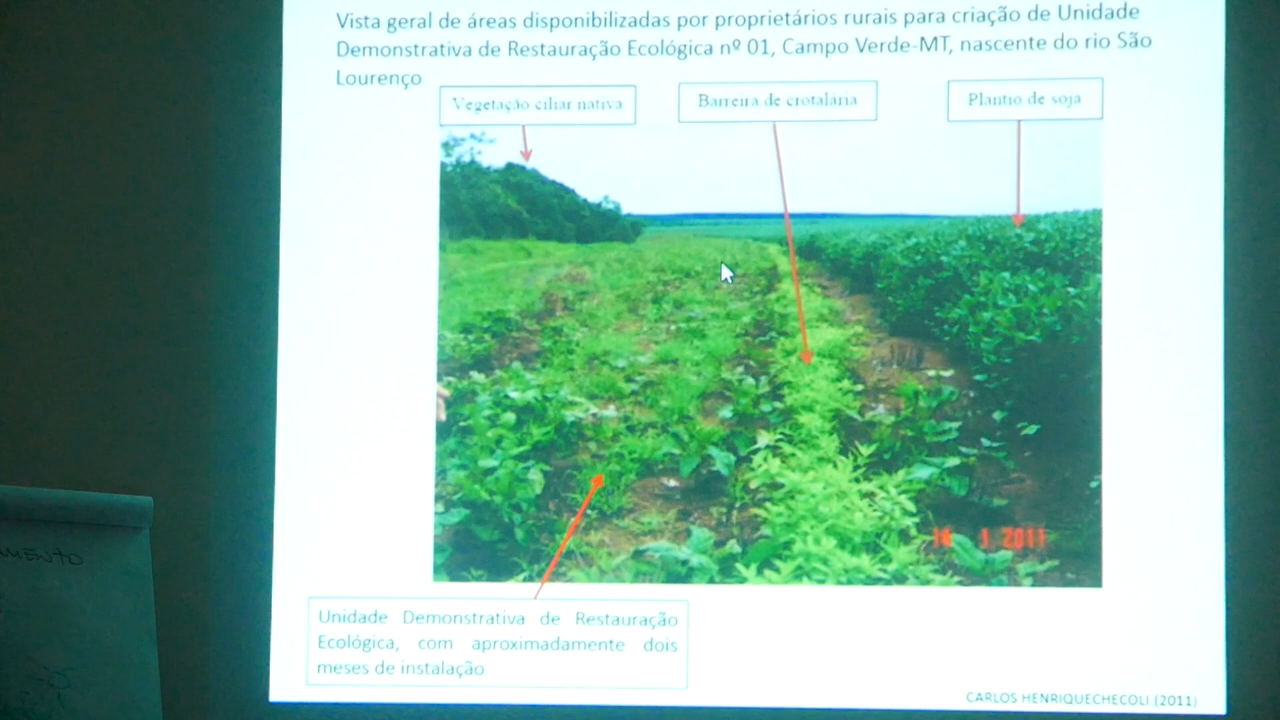 Vista geral de áreas disponibilizadas por proprietários rurais para criação de Unidade
Demonstrativa de Restauração Ecológica nº 01, Campo Verde-MT, nascente do rio São
Lourenço
Vegetação ciliar nativa
Barreira de crotalária
Plantio de soja
1 2011
Unidade Demonstrativa de Restauração
Ecológica, com aproximadamente dois
meses de instalação
CARLOS HENRIQUECHECOLI (2011)
AMENTO